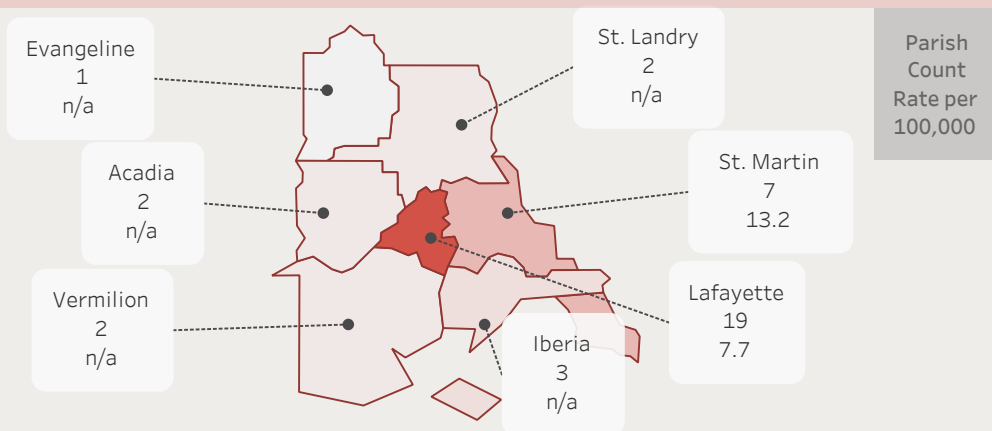 Evangeline
1
n/a
St. Landry
2
n/a
Parish
Count
Rate per
100,000
Acadia
2
n/a
St. Martin
7
13.2
Vermilion
2
n/a
Lafayette
19
7.7
Iberia
3
n/a